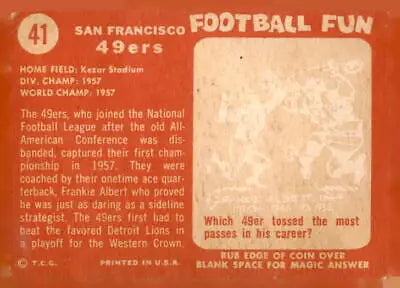 41
SAN FRANCISCO
49ers
HOME FIELD: Kezar Stadium
DIV. CHAMP: 1957
WORLD CHAMP: 1957
The 49ers, who joined the National
Football League after the old All-
American Conference was dis-
banded, captured their first cham-
pionship in 1957. They were
coached by their onetime ace quar-
terback, Frankie Albert who proved
he was just as daring as a sideline
strategist. The 49ers first had to
beat the favored Detroit Lions in
a playoff for the Western Crown.
© T.C.G. PRINTED IN U.S.A.
FOOTBALL FUN
Which 49er tossed the most
passes in his career?
RUB EDGE OF COIN OVER
BLANK SPACE FOR MAGIC ANSWER